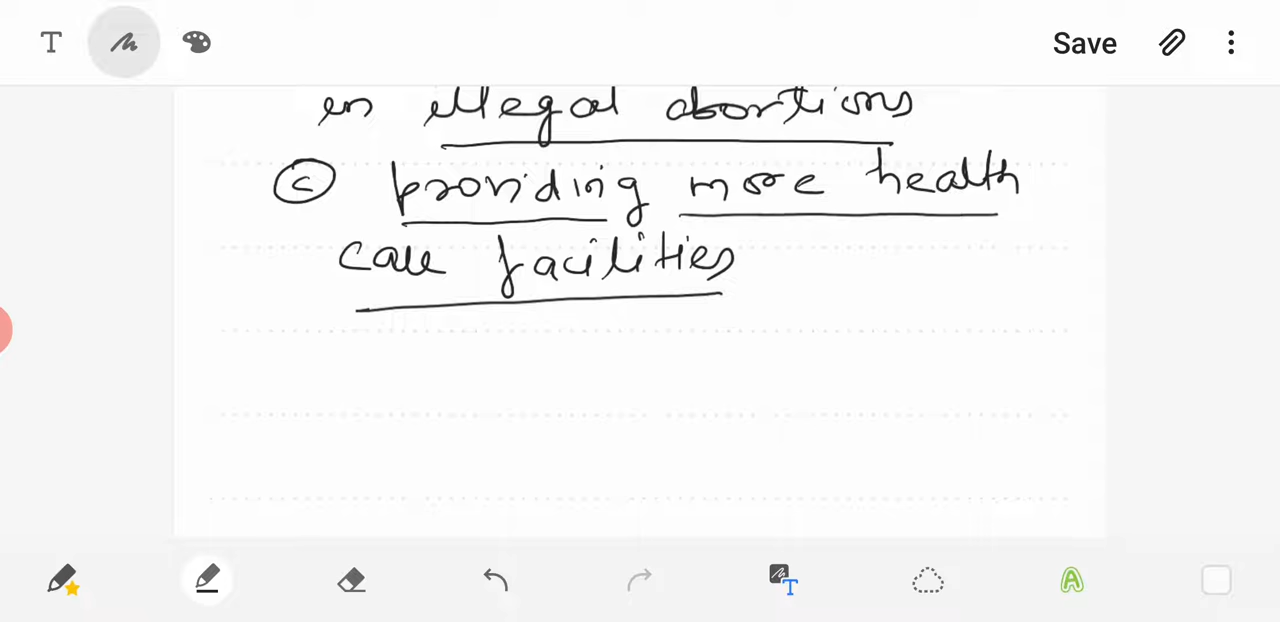 T
Save
in illegal abortions
(c) providing more health
care facilities
T
A